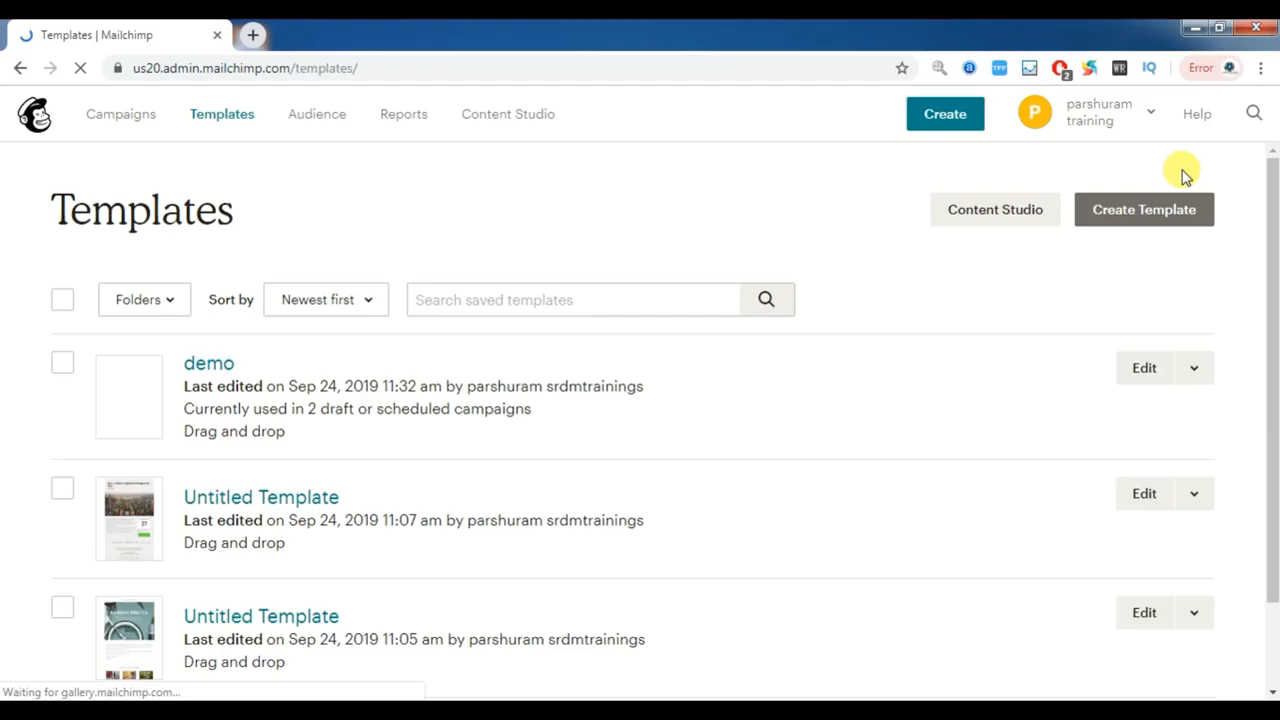 Templates | Mailchimp
us20.admin.mailchimp.com/templates/
2
Error
Campaigns Templates Audience Reports Content Studio Create P parshuram training Help
Templates
Content Studio Create Template
Folders Sort by Newest first Search saved templates
demo
Last edited on Sep 24, 2019 11:32 am by parshuram srdmtrainings
Currently used in 2 draft or scheduled campaigns
Drag and drop
Edit
Untitled Template
Last edited on Sep 24, 2019 11:07 am by parshuram srdmtrainings
Drag and drop
Edit
Untitled Template
Last edited on Sep 24, 2019 11:05 am by parshuram srdmtrainings
Drag and drop
Edit
Waiting for gallery.mailchimp.com...